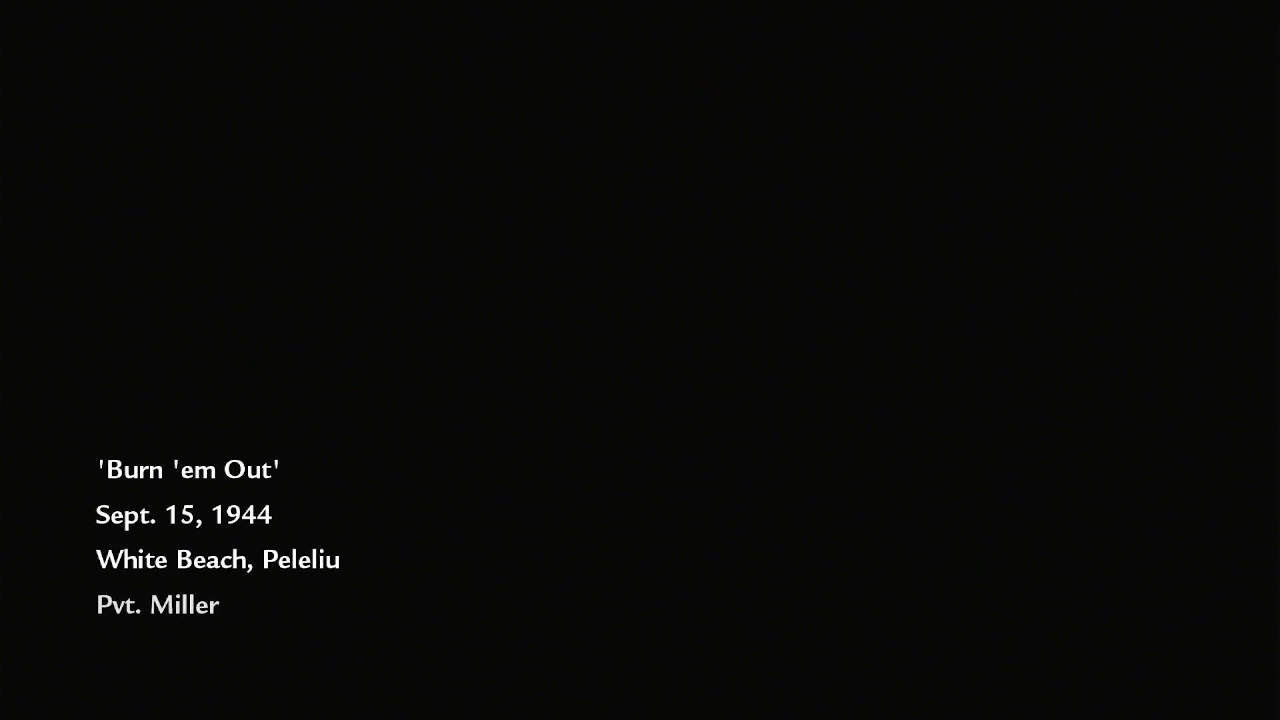 'Burn 'em Out'
Sept. 15, 1944
White Beach, Peleliu
Pvt. Miller